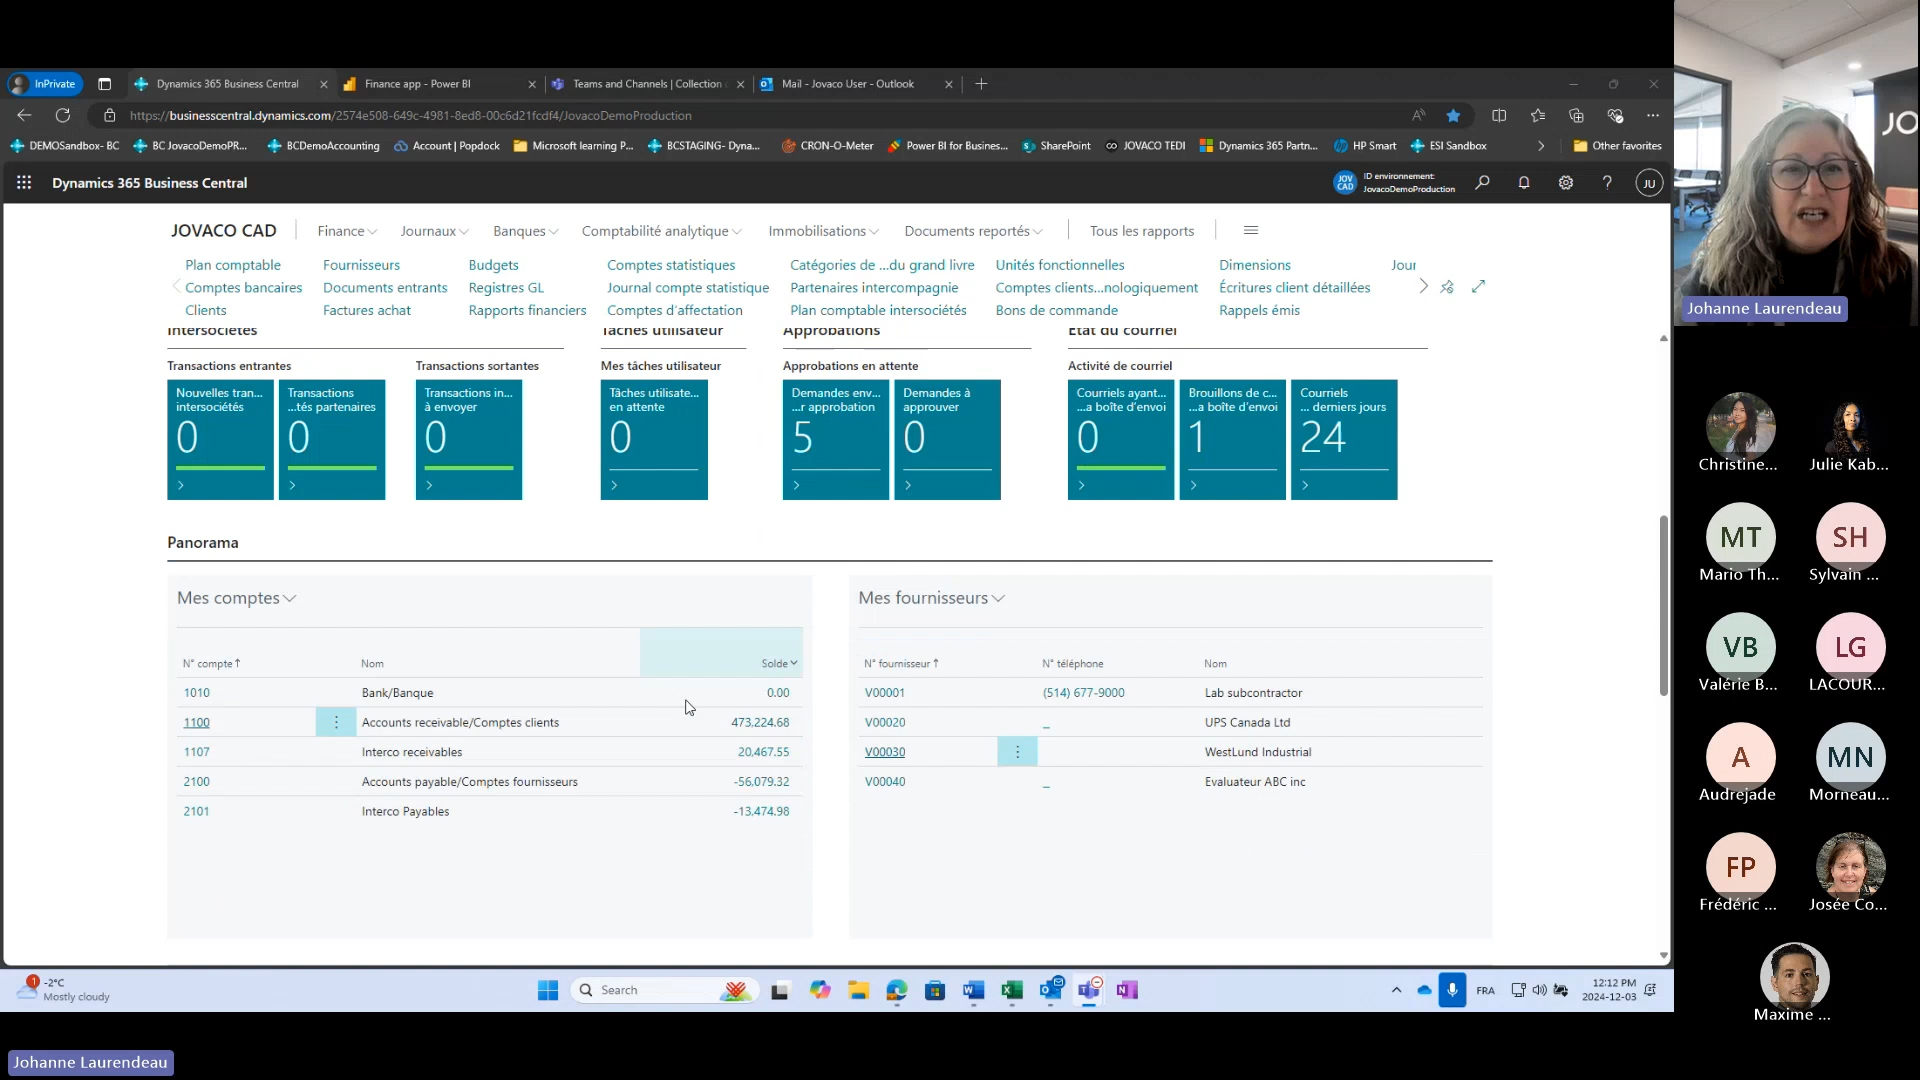 InPrivate
Dynamics 365 Business Central
Finance app - Power BI
Teams and Channels | Collection
Mail - Jovaco User - Outlook
https://businesscentral.dynamics.com/2574e508-649c-4981-8ed8-00c6d21fcdf4/JovacoDemoProduction
DEMOSandbox- BC
BC JovacoDemoPR...
BCDemoAccounting
Account | Popdock
Microsoft learning P...
BCSTAGING- Dyna...
CRON-O-Meter
Power BI for Business...
SharePoint
JOVACO TEDI
Dynamics 365 Partn...
HP Smart
ESI Sandbox
Other favorites
Dynamics 365 Business Central
JOV CAD
ID environnement:
JovacoDemoProduction
JU
JOVACO CAD
Finance
Journaux
Banques
Comptabilité analytique
Immobilisations
Documents reportés
Tous les rapports
Plan comptable
Fournisseurs
Budgets
Comptes statistiques
Catégories de ...du grand livre
Unités fonctionnelles
Dimensions
Jour
Comptes bancaires
Documents entrants
Registres GL
Journal compte statistique
Partenaires intercompagnie
Comptes clients...nologiquement
Écritures client détaillées
Clients
Factures achat
Rapports financiers
Comptes d'affectation
Plan comptable intersociétés
Bons de commande
Rappels émis
Intersociétés
Tâches utilisateur
Approbations
État du courriel
Transactions entrantes
Transactions sortantes
Mes tâches utilisateur
Approbations en attente
Activité de courriel
Nouvelles tran...
intersociétés
0
Transactions
...tés partenaires
0
Transactions in...
à envoyer
0
Tâches utilisate...
en attente
0
Demandes env...
...r approbation
5
Demandes à
approuver
0
Courriels ayant...
...a boîte d'envoi
0
Brouillons de c...
...a boîte d'envoi
1
Courriels
... derniers jours
24
Panorama
Mes comptes
N° compte ↑ Nom Solde
1010 Bank/Banque 0.00
1100 Accounts receivable/Comptes clients 473,224.68
1107 Interco receivables 20,467.55
2100 Accounts payable/Comptes fournisseurs -56,079.32
2101 Interco Payables -13,474.98
Mes fournisseurs
N° fournisseur ↑ N° téléphone Nom
V00001 (514) 677-9000 Lab subcontractor
V00020 _ UPS Canada Ltd
V00030 WestLund Industrial
V00040 _ Evaluateur ABC inc
1
-2°C
Mostly cloudy
Search
FRA
12:12 PM
2024-12-03
Johanne Laurendeau
JO
Johanne Laurendeau
Christine...
Julie Kab...
MT
Mario Th...
SH
Sylvain ...
VB
Valérie B...
LG
LACOUR...
A
Audrejade
MN
Morneau...
FP
Frédéric ...
Josée Co...
Maxime ...